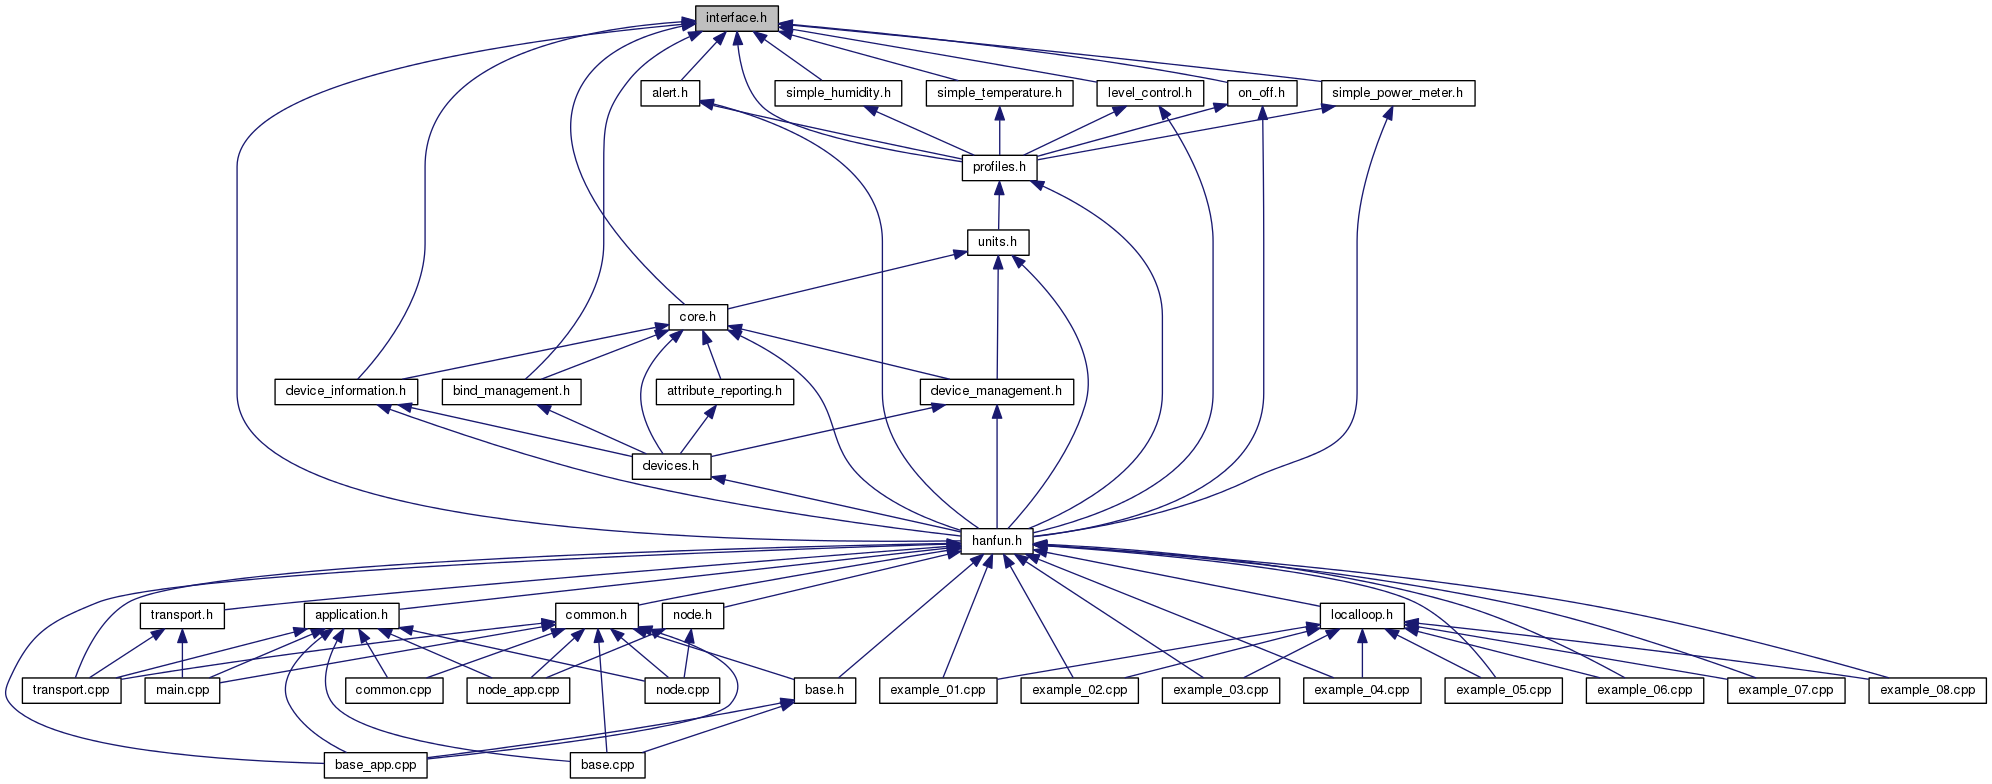 interface.h
alert.h
simple_humidity.h
simple_temperature.h
level_control.h
on_off.h
simple_power_meter.h
profiles.h
units.h
core.h
device_information.h
bind_management.h
attribute_reporting.h
device_management.h
devices.h
hanfun.h
transport.h
application.h
common.h
node.h
localloop.h
transport.cpp
main.cpp
common.cpp
node_app.cpp
node.cpp
base.h
example_01.cpp
example_02.cpp
example_03.cpp
example_04.cpp
example_05.cpp
example_06.cpp
example_07.cpp
example_08.cpp
base_app.cpp
base.cpp